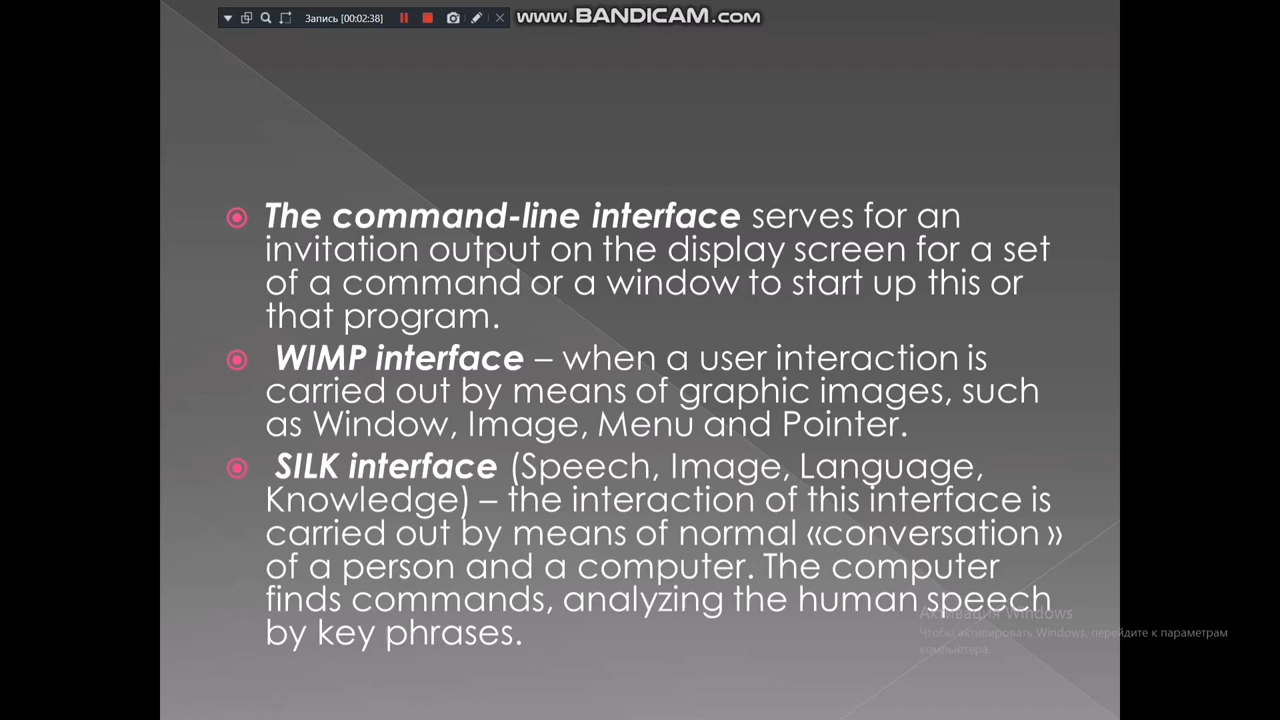 Запись [00:02:38]
www.BANDICAM.com
The command-line interface serves for an
invitation output on the display screen for a set
of a command or a window to start up this or
that program.
WIMP interface – when a user interaction is
carried out by means of graphic images, such
as Window, Image, Menu and Pointer.
SILK interface (Speech, Image, Language,
Knowledge) – the interaction of this interface is
carried out by means of normal «conversation »
of a person and a computer. The computer
finds commands, analyzing the human speech
by key phrases.
Активация Windows
Чтобы активировать Windows, перейдите к параметрам
компьютера.